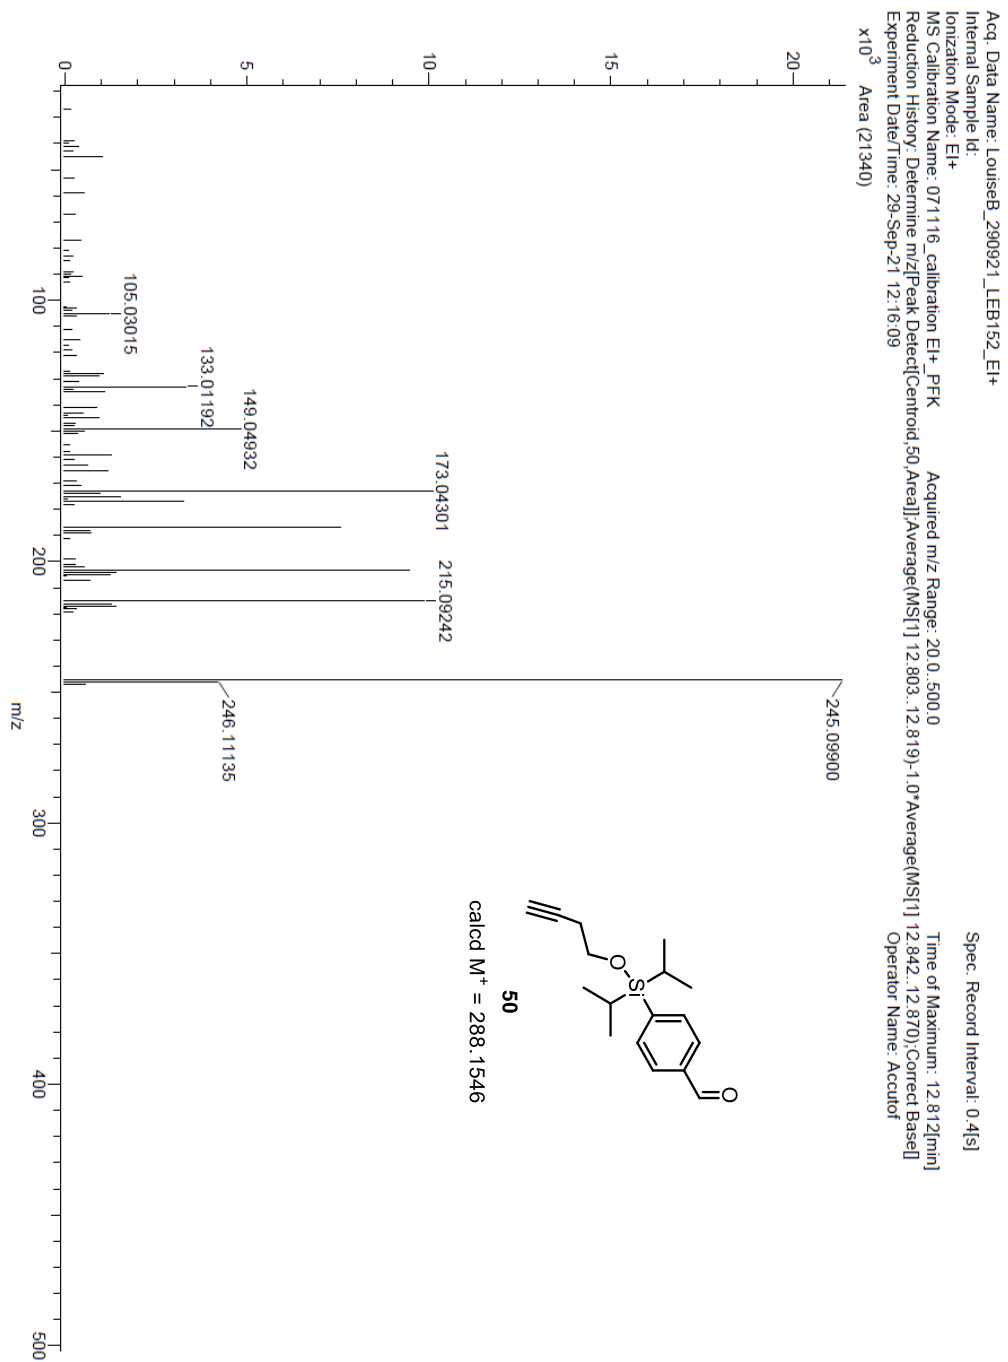 Acq. Data Name: LouiseB_290921_LEB152_EI+
Internal Sample Id:
Spec. Record Interval: 0.4[s]
Ionization Mode: EI+
MS Calibration Name: 071116_calibration EI+_PFK
Acquired m/z Range: 20.0..500.0
Time of Maximum: 12.812[min]
Reduction History: Determine m/z[Peak Detect[Centroid,50,Area]];Average(MS[1] 12.803..12.819)-1.0*Average(MS[1] 12.842..12.870);Correct Base[]
Experiment Date/Time: 29-Sep-21 12:16:09
Operator Name: Accutof
x10³ Area (21340)
20
15
10
5
0
245.09900
215.09242
173.04301
149.04932
246.11135
133.01192
105.03015
O
Si
O
50
calcd M⁺ = 288.1546
100
200
300
400
500
m/z